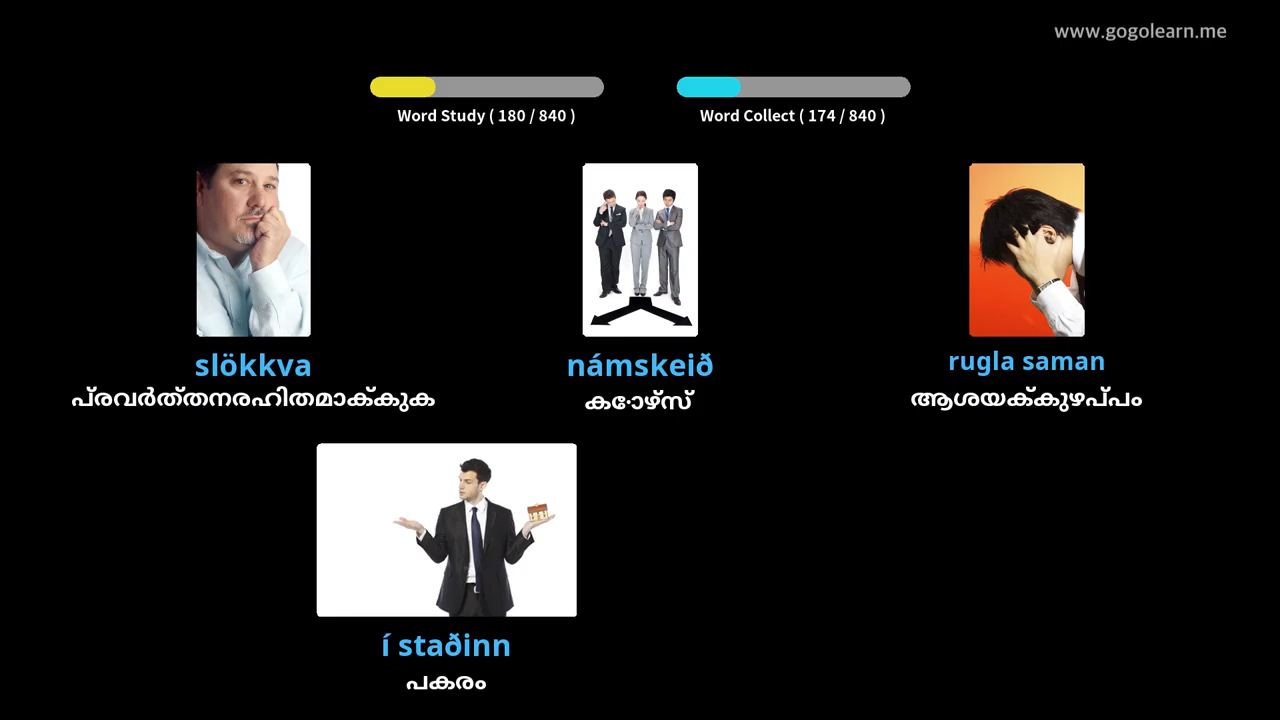 www.gogolearn.me
Word Study ( 180 / 840 )
Word Collect ( 174 / 840 )
slökkva
പ്രവർത്തനരഹിതമാക്കുക
námskeið
കോഴ്സ്
rugla saman
ആശയക്കുഴപ്പം
í staðinn
പകരം